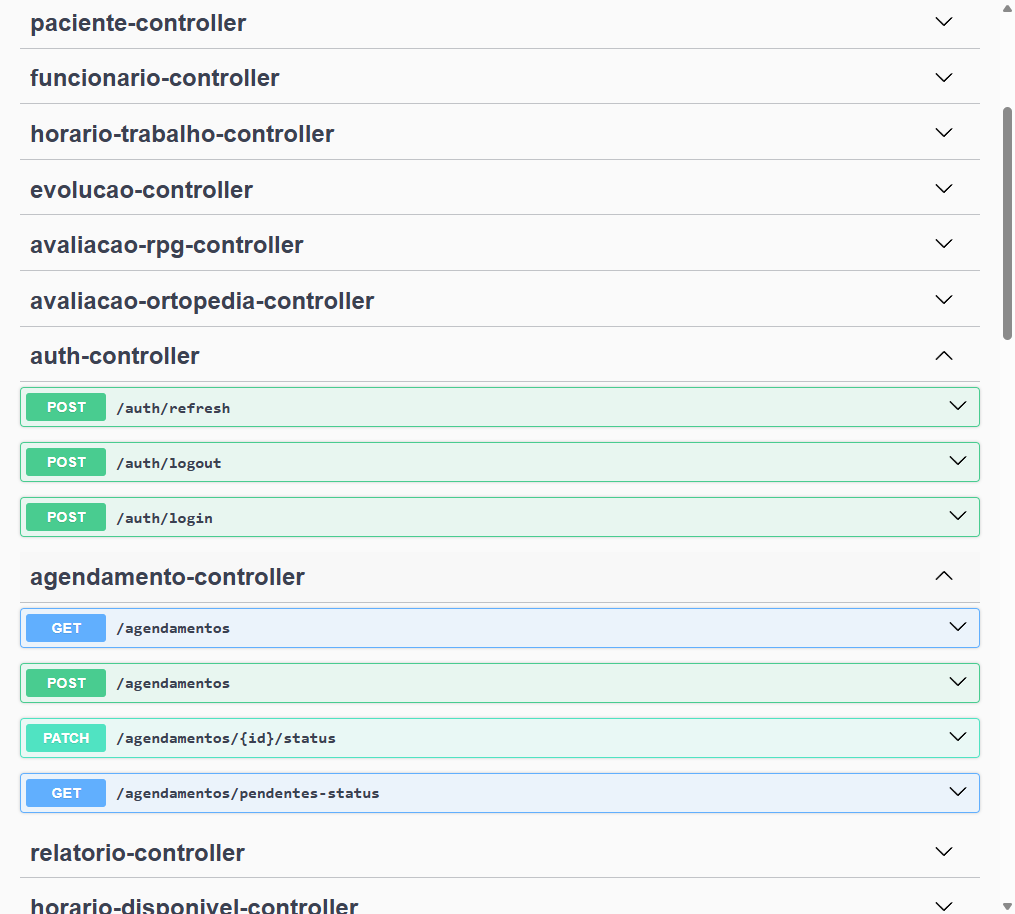 paciente-controller
funcionario-controller
horario-trabalho-controller
evolucao-controller
avaliacao-rpg-controller
avaliacao-ortopedia-controller
auth-controller
POST /auth/refresh
POST /auth/logout
POST /auth/login
agendamento-controller
GET /agendamentos
POST /agendamentos
PATCH /agendamentos/{id}/status
GET /agendamentos/pendentes-status
relatorio-controller
horario-disponivel-controller